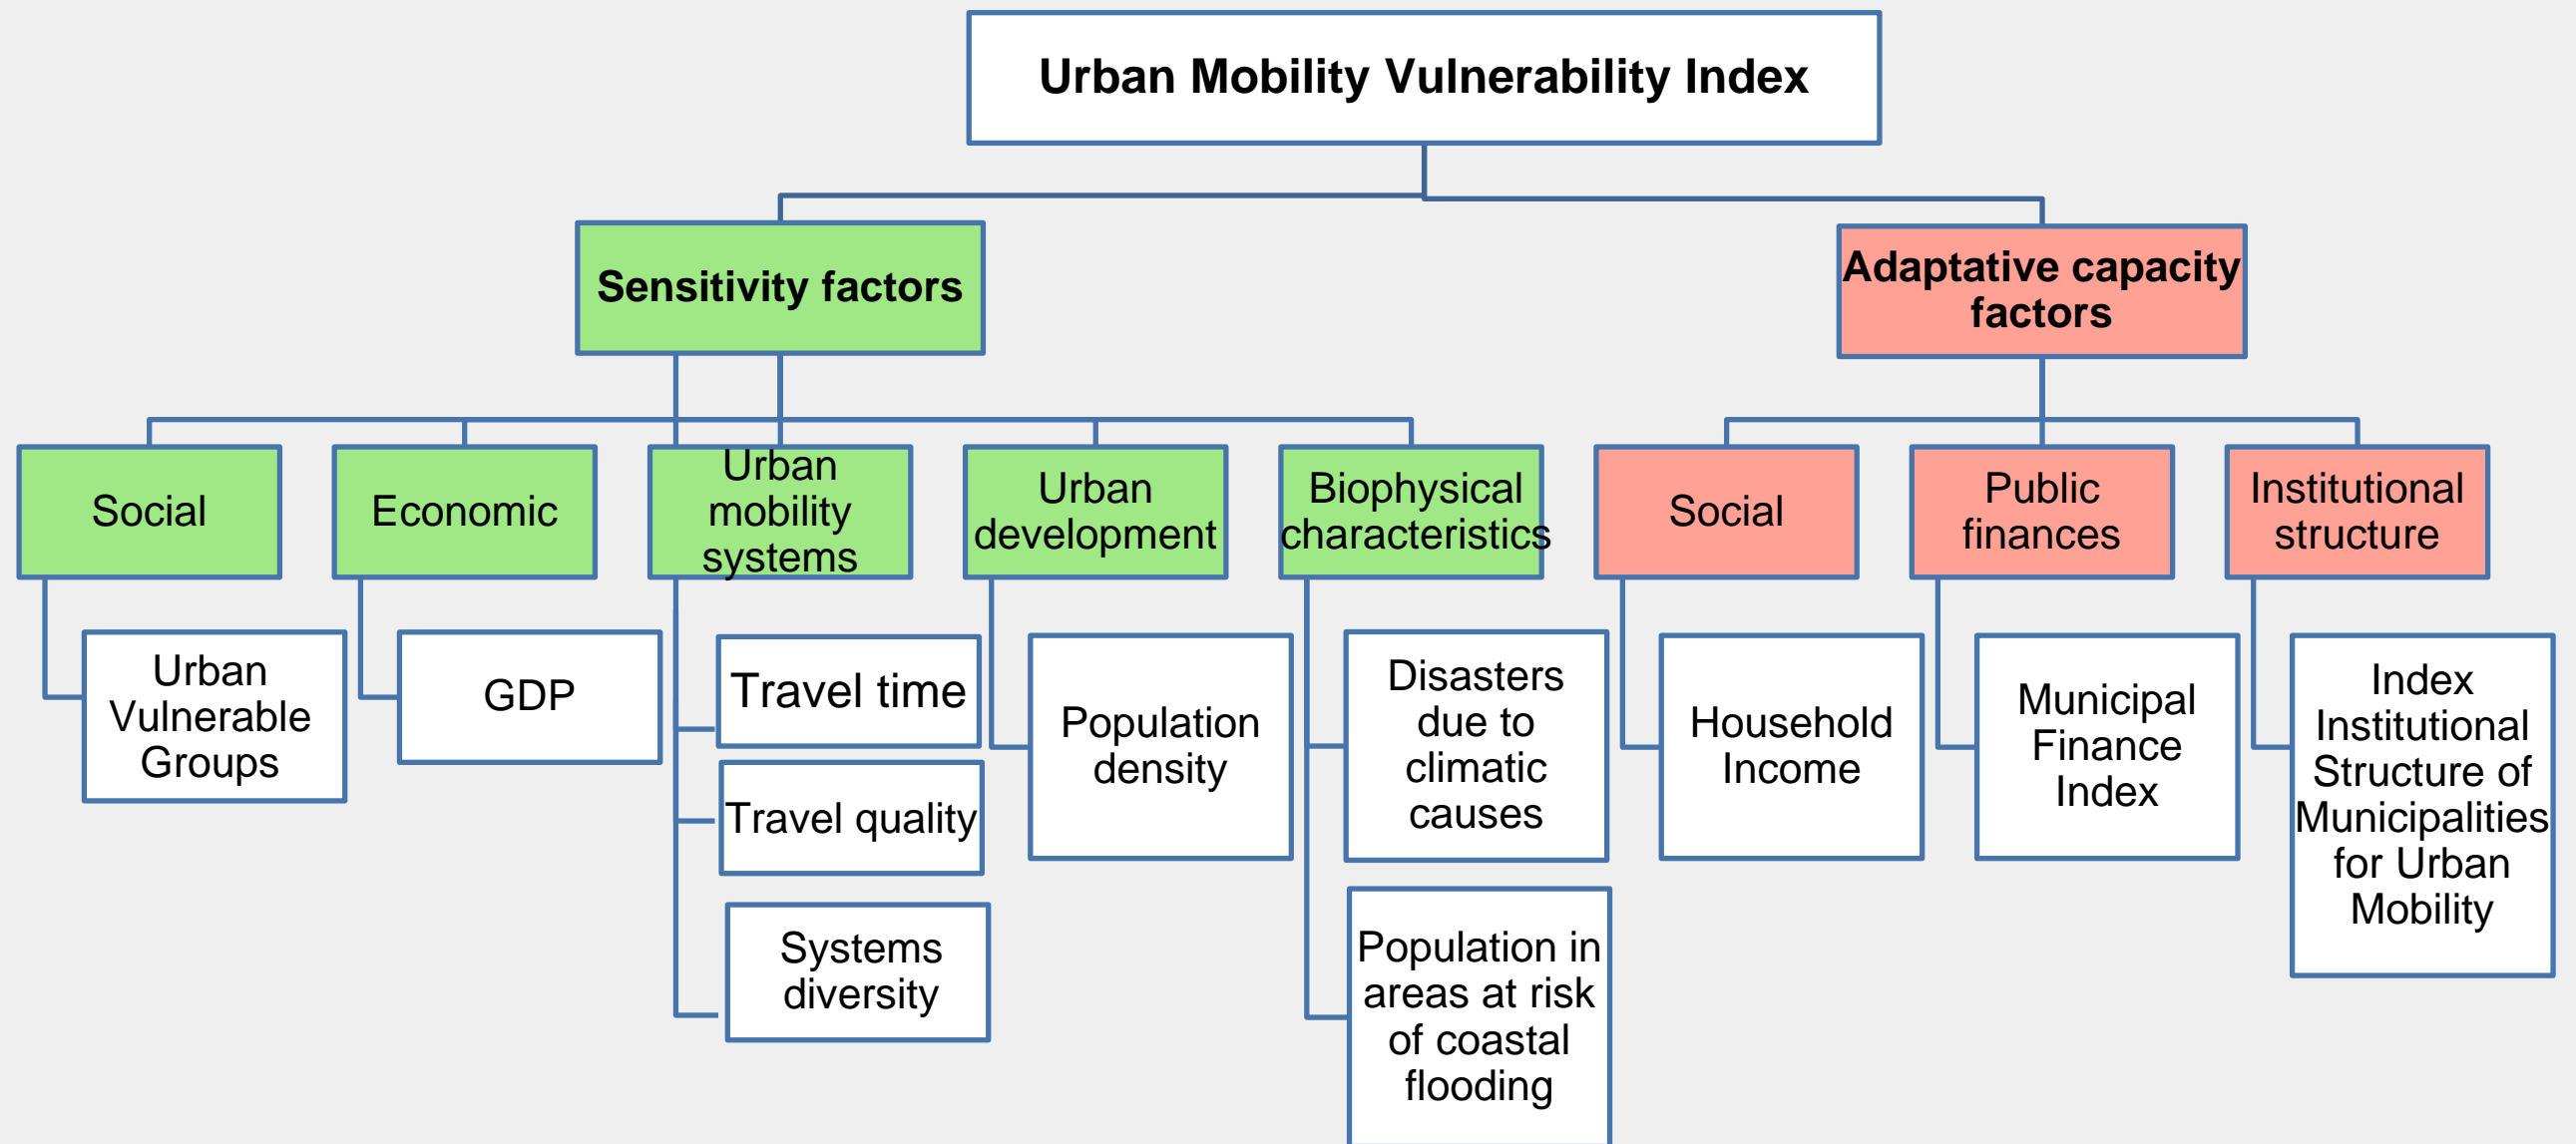 Urban Mobility Vulnerability Index
Sensitivity factors
Adaptative capacity
factors
Social
Economic
Urban
mobility
systems
Urban
development
Biophysical
characteristics
Social
Public
finances
Institutional
structure
Urban
Vulnerable
Groups
GDP
Travel time
Travel quality
Systems
diversity
Population
density
Disasters
due to
climatic
causes
Population in
areas at risk
of coastal
flooding
Household
Income
Municipal
Finance
Index
Index
Institutional
Structure of
Municipalities
for Urban
Mobility